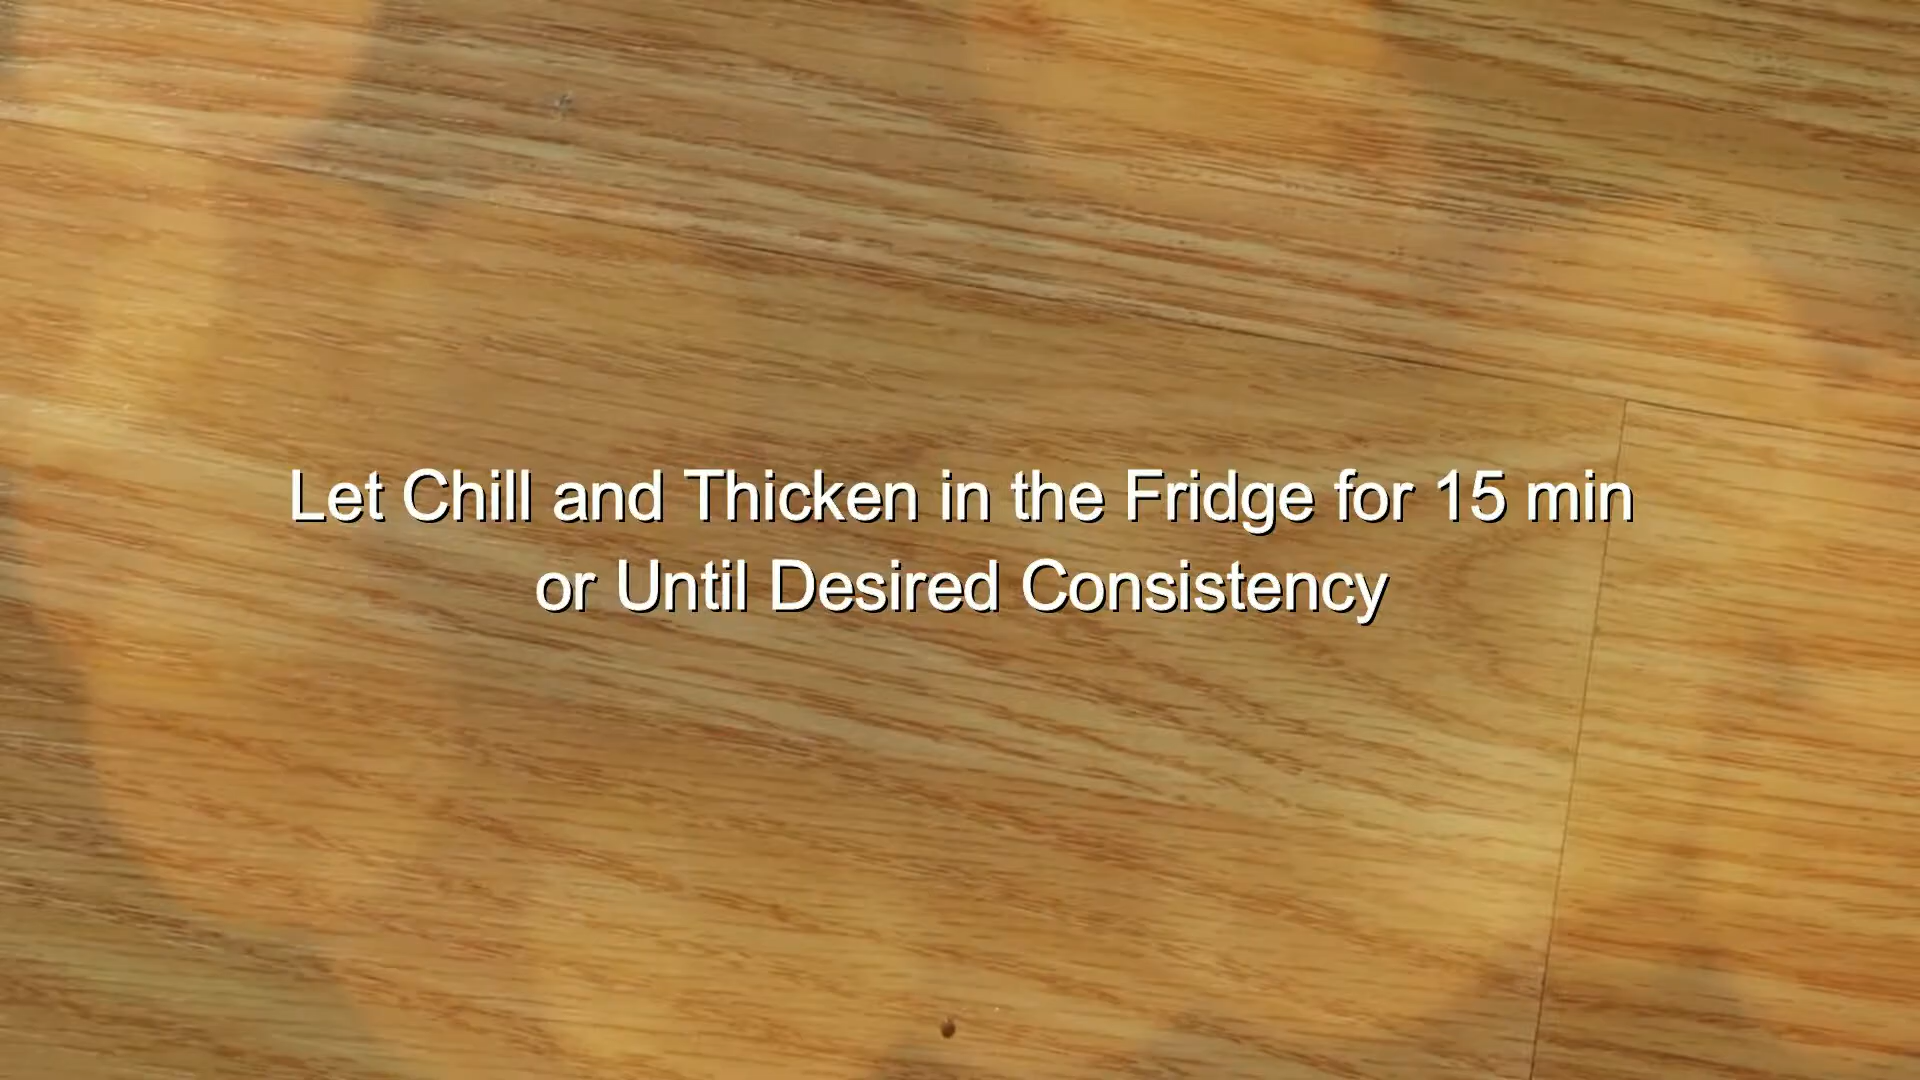 Let Chill and Thicken in the Fridge for 15 min
or Until Desired Consistency